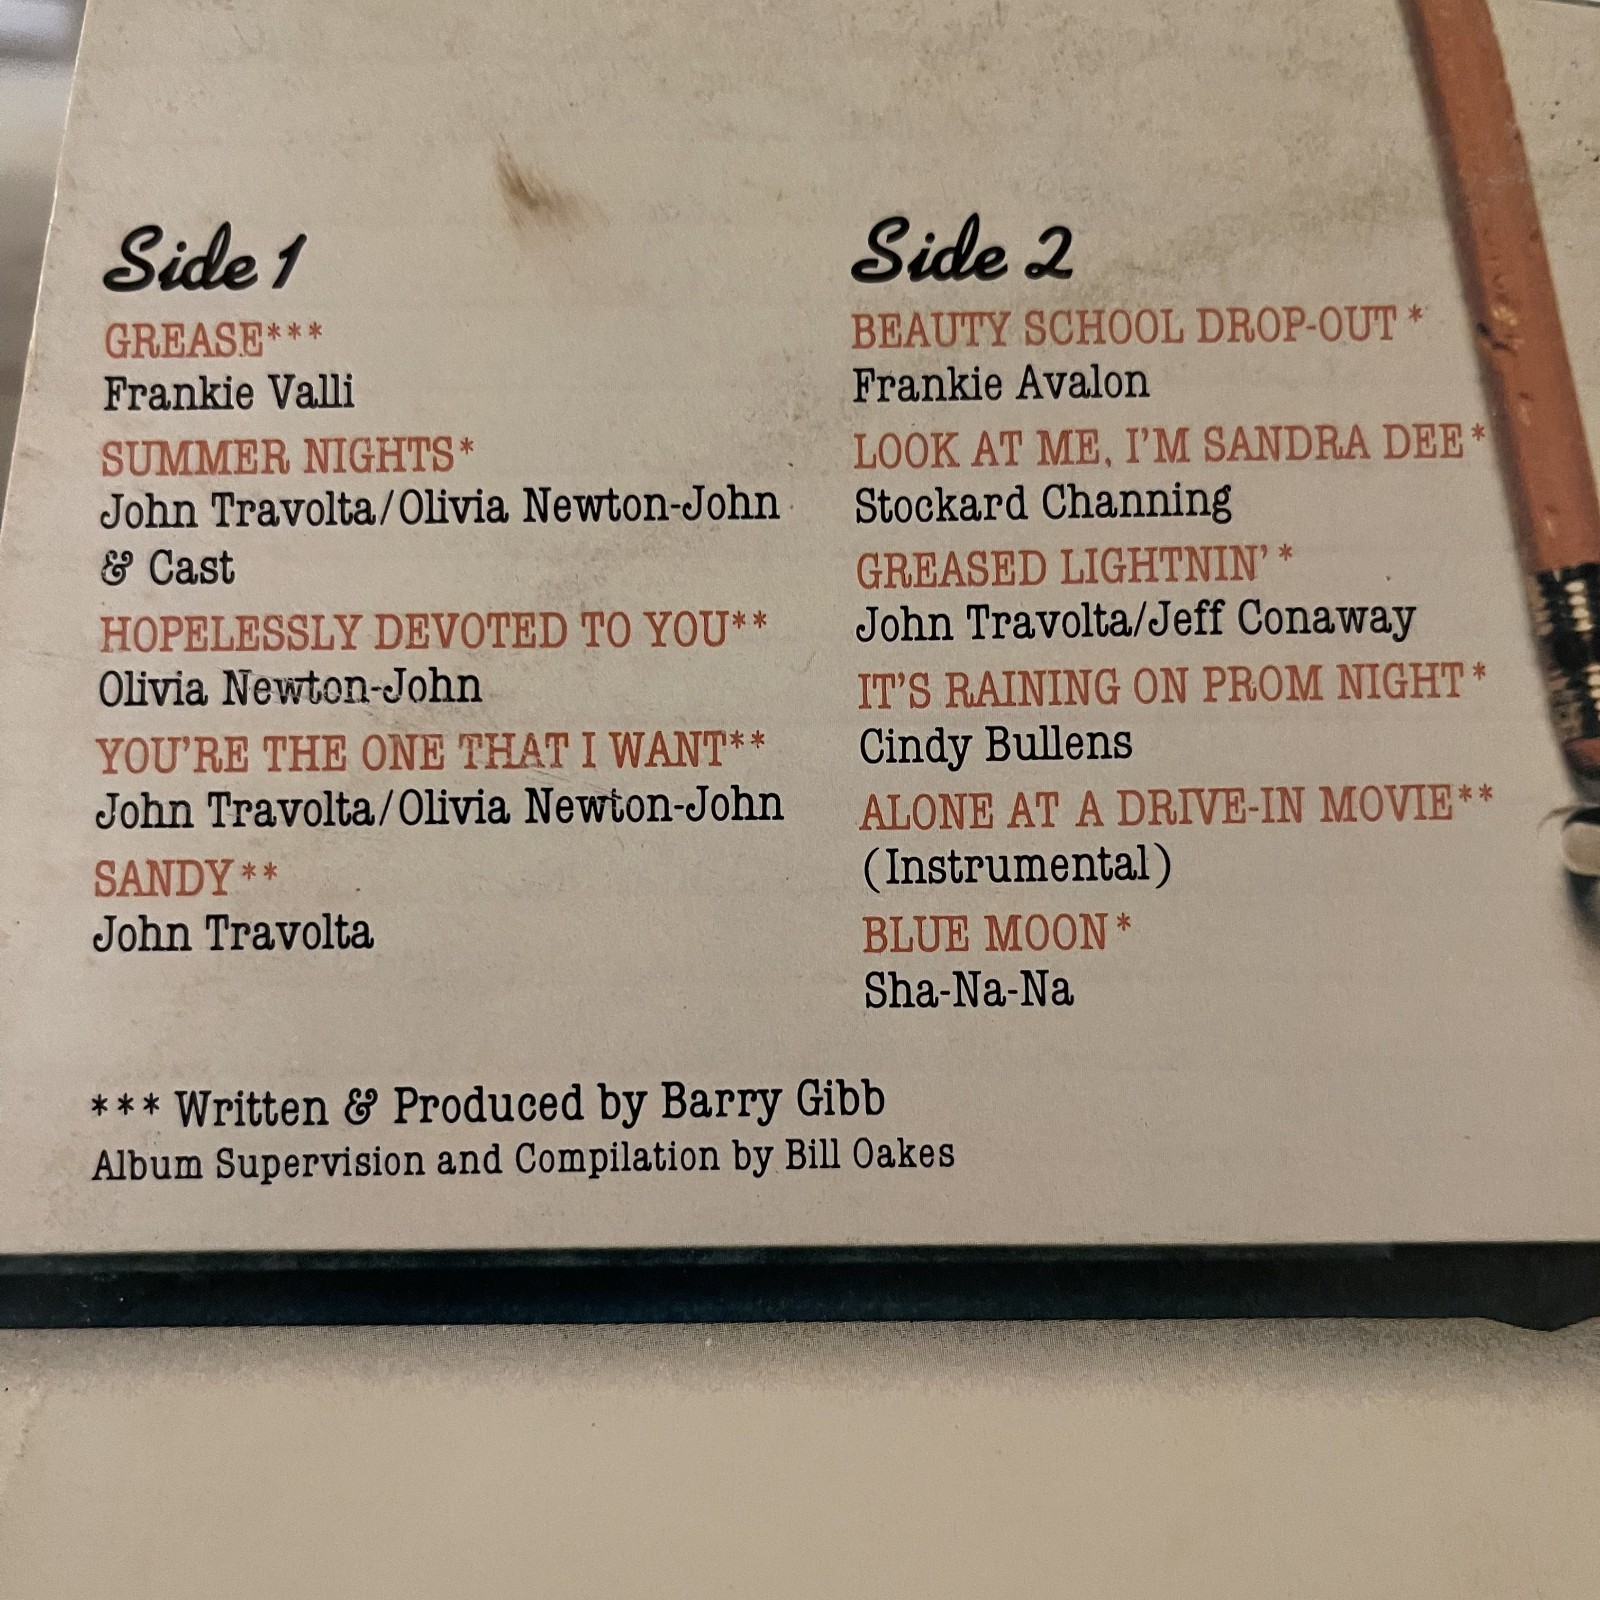 Side 1
GREASE***
Frankie Valli
SUMMER NIGHTS*
John Travolta/Olivia Newton-John
& Cast
HOPELESSLY DEVOTED TO YOU**
Olivia Newton-John
YOU'RE THE ONE THAT I WANT**
John Travolta/Olivia Newton-John
SANDY**
John Travolta
Side 2
BEAUTY SCHOOL DROP-OUT*
Frankie Avalon
LOOK AT ME, I'M SANDRA DEE*
Stockard Channing
GREASED LIGHTNIN'*
John Travolta/Jeff Conaway
IT'S RAINING ON PROM NIGHT*
Cindy Bullens
ALONE AT A DRIVE-IN MOVIE**
(Instrumental)
BLUE MOON*
Sha-Na-Na
*** Written & Produced by Barry Gibb
Album Supervision and Compilation by Bill Oakes